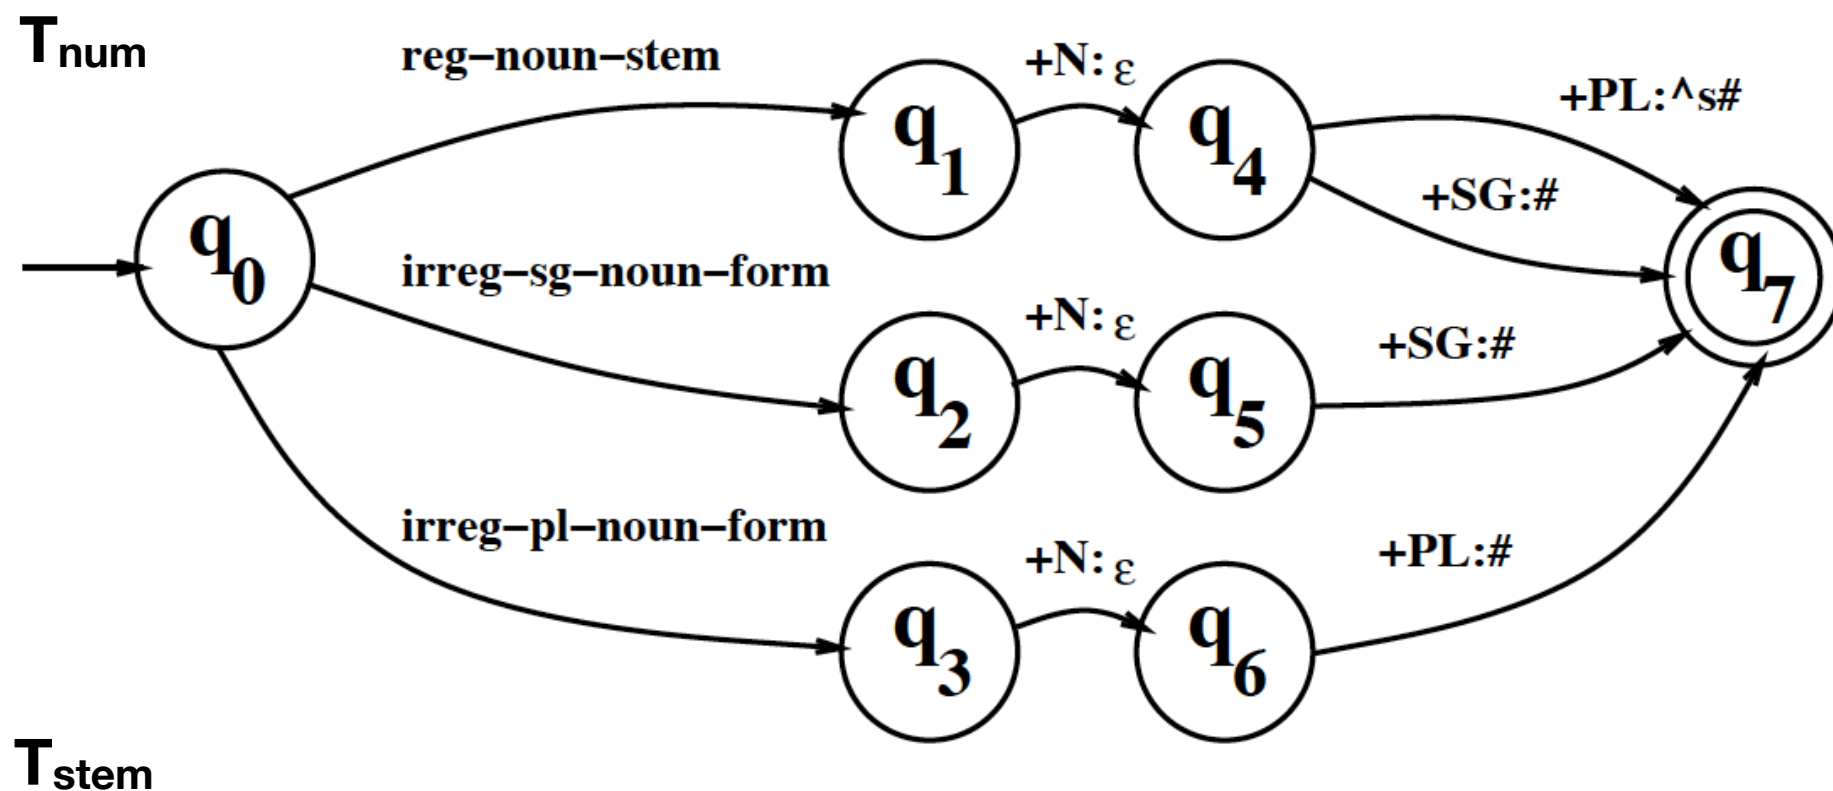 Tnum
reg–noun–stem
+N:ε
+PL:^s#
q1
q4
+SG:#
q0
q7
irreg–sg–noun–form
+N:ε
+SG:#
q2
q5
irreg–pl–noun–form
+N:ε
+PL:#
q3
q6
Tstem